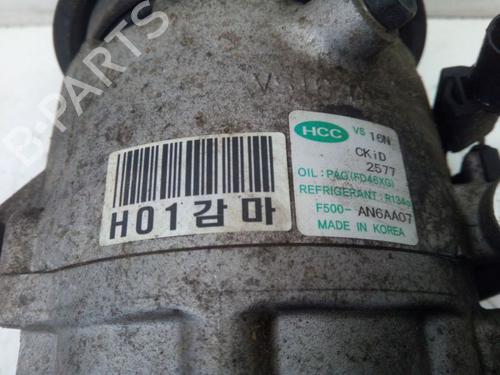 H01감마
HCC VS 16N
CKiD
2577
OIL : PAG(FD46XG)
REFRIGERANT : R134a
F500- AN6AA07
MADE IN KOREA
B-PARTS